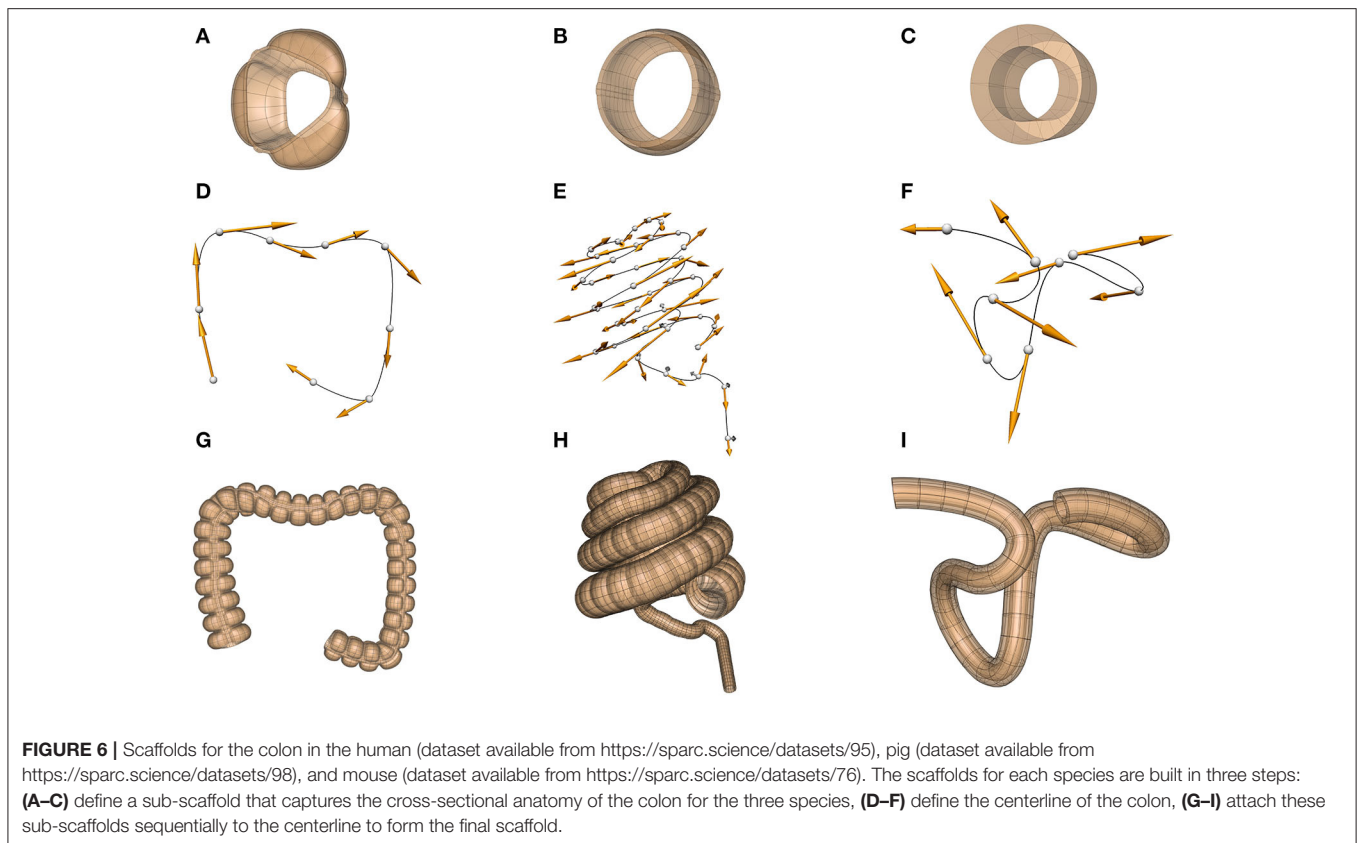 A
B
C
D
E
F
G
H
I
FIGURE 6 | Scaffolds for the colon in the human (dataset available from https://sparc.science/datasets/95), pig (dataset available from
https://sparc.science/datasets/98), and mouse (dataset available from https://sparc.science/datasets/76). The scaffolds for each species are built in three steps:
(A–C) define a sub-scaffold that captures the cross-sectional anatomy of the colon for the three species, (D–F) define the centerline of the colon, (G–I) attach these
sub-scaffolds sequentially to the centerline to form the final scaffold.